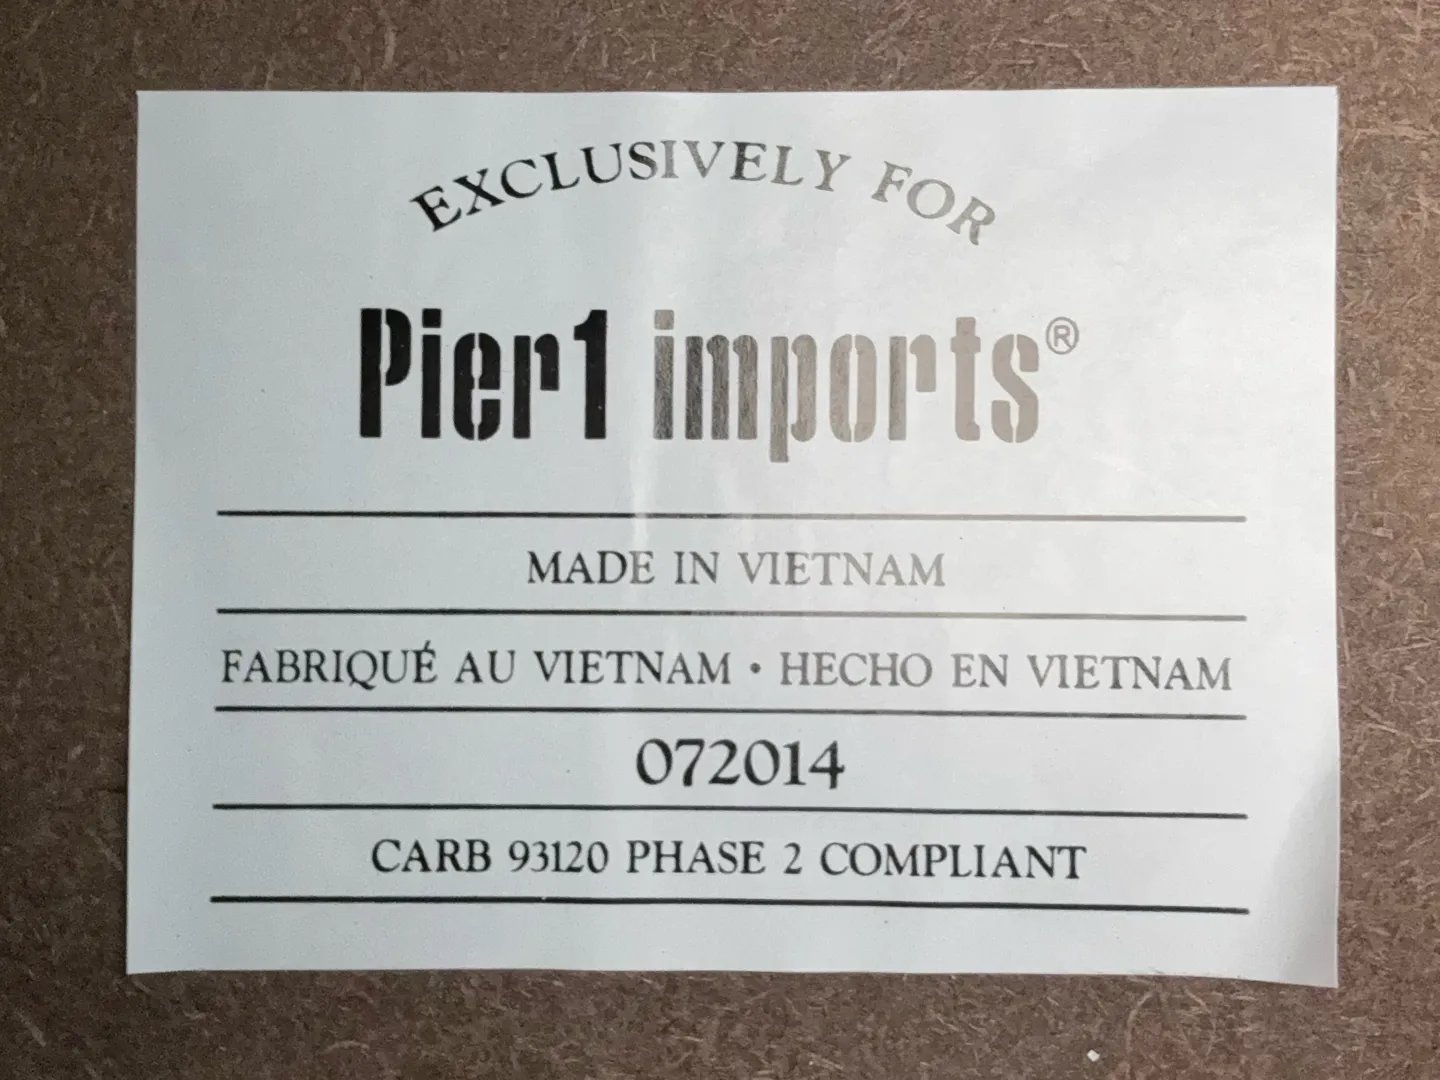 EXCLUSIVELY FOR
Pier1 imports®
MADE IN VIETNAM
FABRIQUÉ AU VIETNAM • HECHO EN VIETNAM
072014
CARB 93120 PHASE 2 COMPLIANT